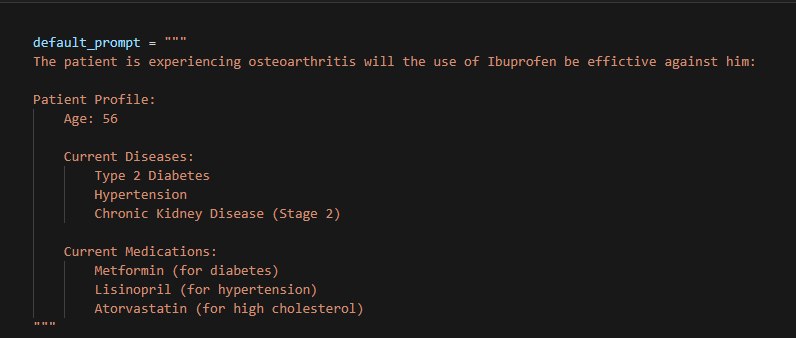 default_prompt = """
The patient is experiencing osteoarthritis will the use of Ibuprofen be effictive against him:
Patient Profile:
Age: 56
Current Diseases:
Type 2 Diabetes
Hypertension
Chronic Kidney Disease (Stage 2)
Current Medications:
Metformin (for diabetes)
Lisinopril (for hypertension)
Atorvastatin (for high cholesterol)
"""